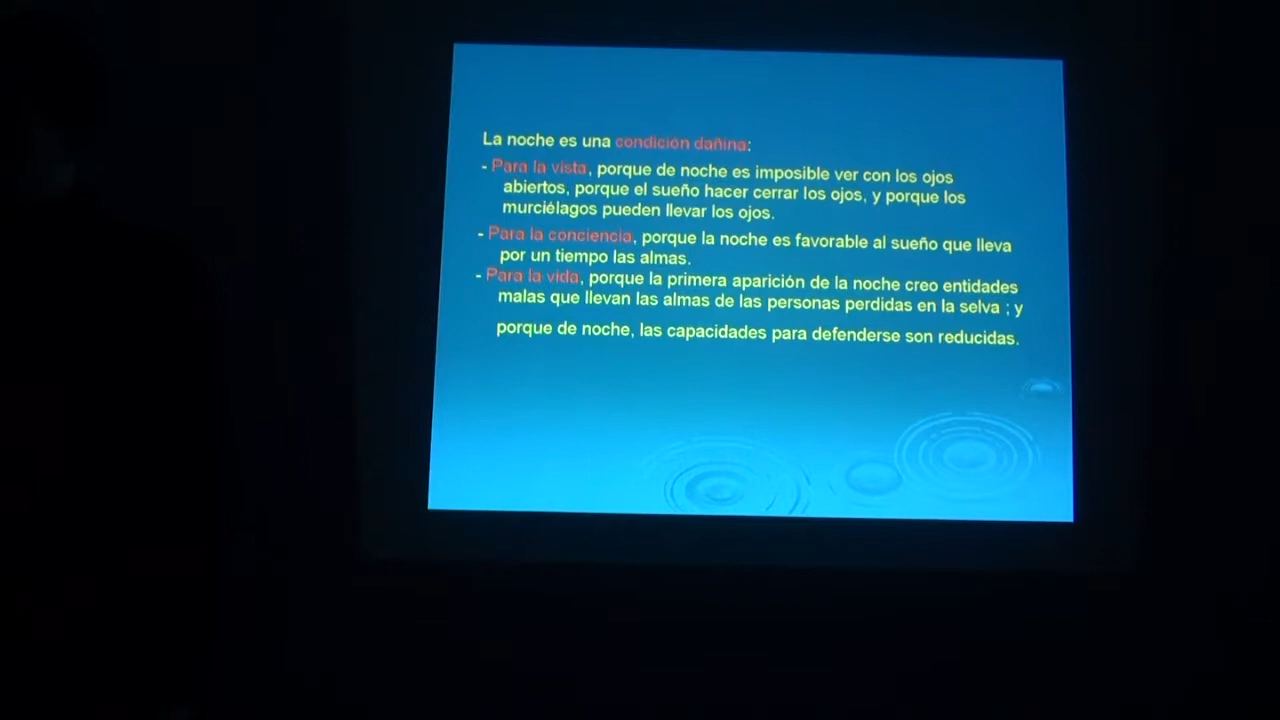 La noche es una condición dañina:
- Para la vista, porque de noche es imposible ver con los ojos
abiertos, porque el sueño hacer cerrar los ojos, y porque los
murciélagos pueden llevar los ojos.
- Para la conciencia, porque la noche es favorable al sueño que lleva
por un tiempo las almas.
- Para la vida, porque la primera aparición de la noche creo entidades
malas que llevan las almas de las personas perdidas en la selva ; y
porque de noche, las capacidades para defenderse son reducidas.